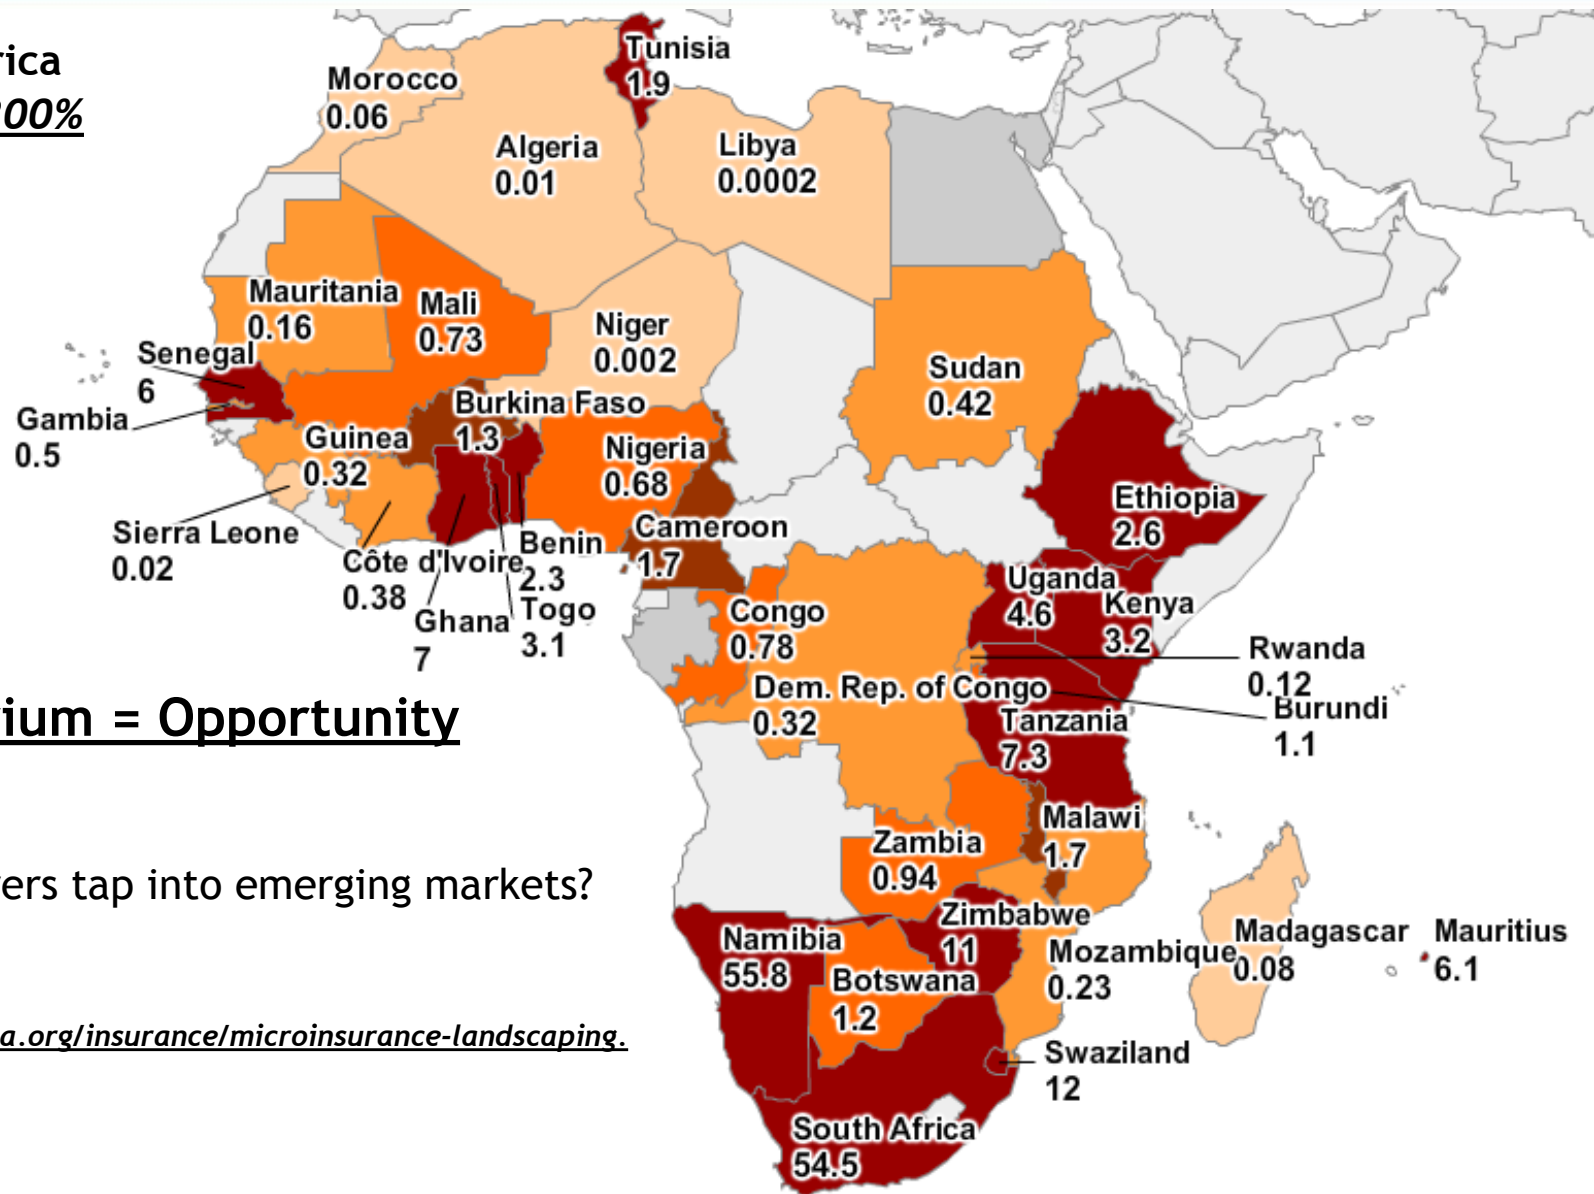 rica
200%
Tunisia
1.9
Morocco
0.06
Algeria
0.01
Libya
0.0002
Mauritania
0.16
Mali
0.73
Niger
0.002
Senegal
6
Gambia
0.5
Sudan
0.42
Burkina Faso
1.3
Guinea
0.32
Nigeria
0.68
Ethiopia
2.6
Sierra Leone
0.02
Côte d'Ivoire
0.38
Benin
2.3
Cameroon
1.7
Ghana
7
Togo
3.1
Congo
0.78
Uganda
4.6
Kenya
3.2
Rwanda
0.12
Dem. Rep. of Congo
0.32
Burundi
1.1
Tanzania
7.3
ium = Opportunity
Malawi
1.7
Zambia
0.94
ers tap into emerging markets?
Zimbabwe
11
Namibia
55.8
Botswana
1.2
Mozambique
0.23
Madagascar
0.08
Mauritius
6.1
a.org/insurance/microinsurance-landscaping.
Swaziland
12
South Africa
54.5